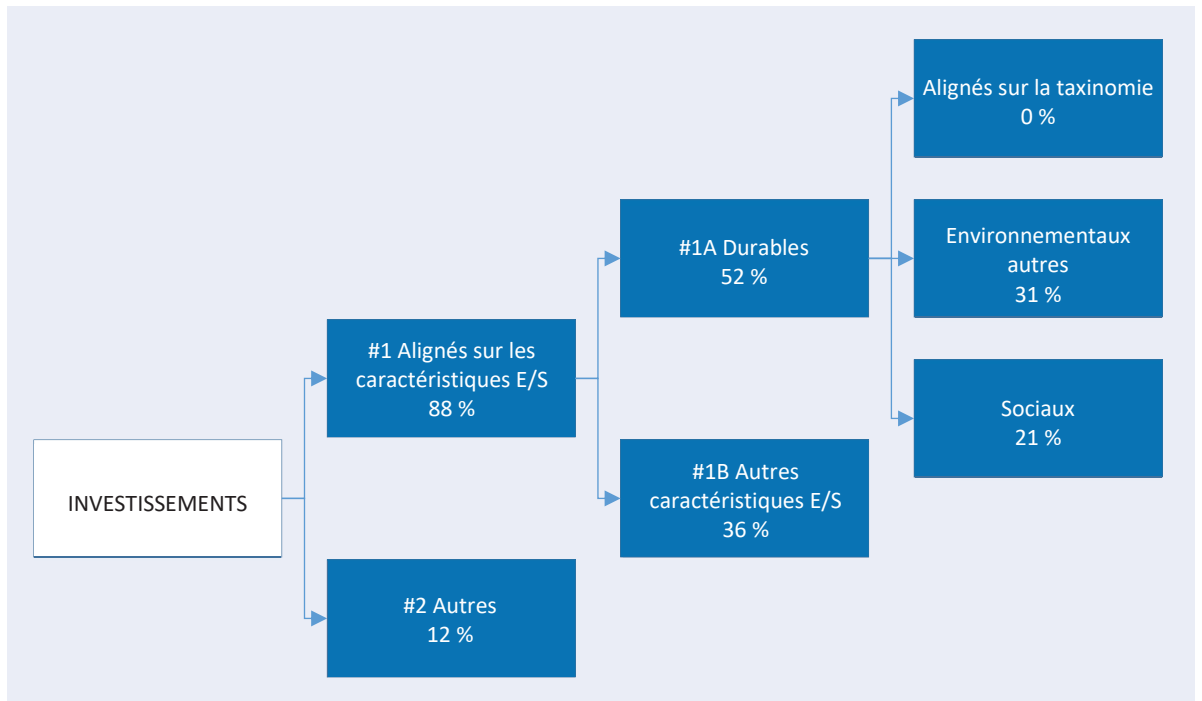 Alignés sur la taxinomie
0 %
#1A Durables
52 %
Environnementaux
autres
31 %
#1 Alignés sur les
caractéristiques E/S
88 %
Sociaux
21 %
INVESTISSEMENTS
#1B Autres
caractéristiques E/S
36 %
#2 Autres
12 %